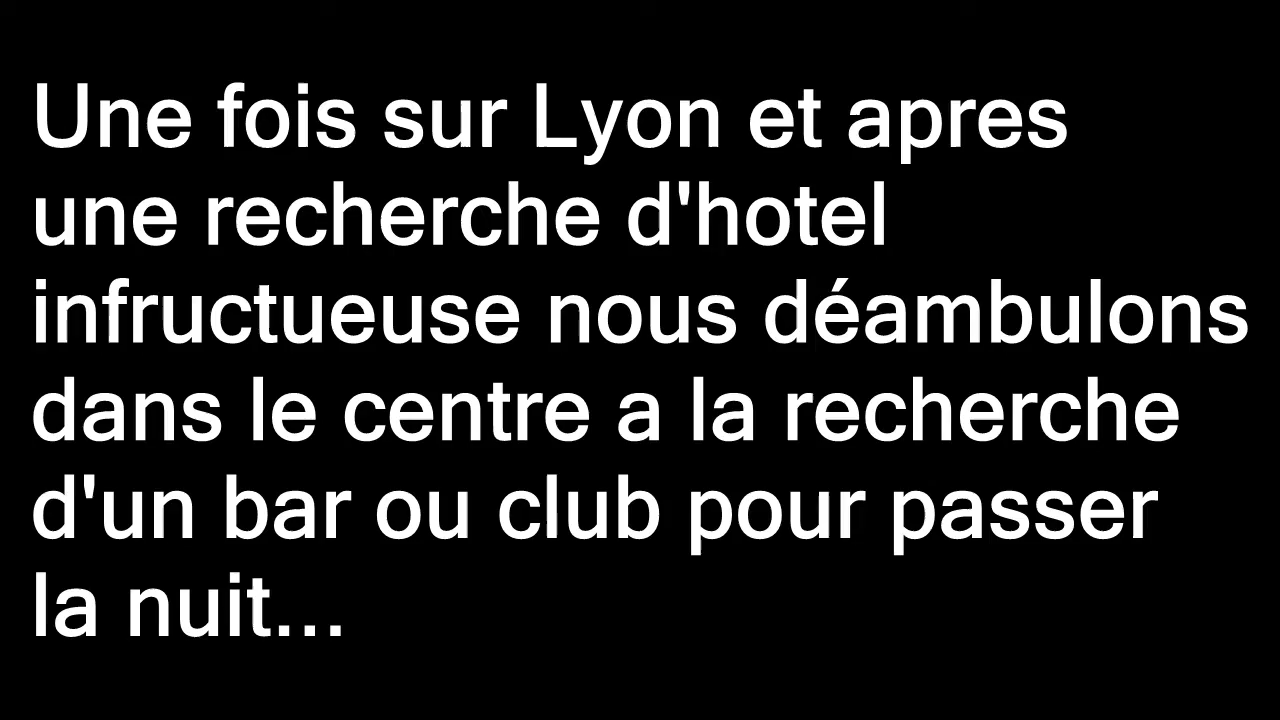 Une fois sur Lyon et apres
une recherche d'hotel
infructueuse nous déambulons
dans le centre a la recherche
d'un bar ou club pour passer
la nuit...